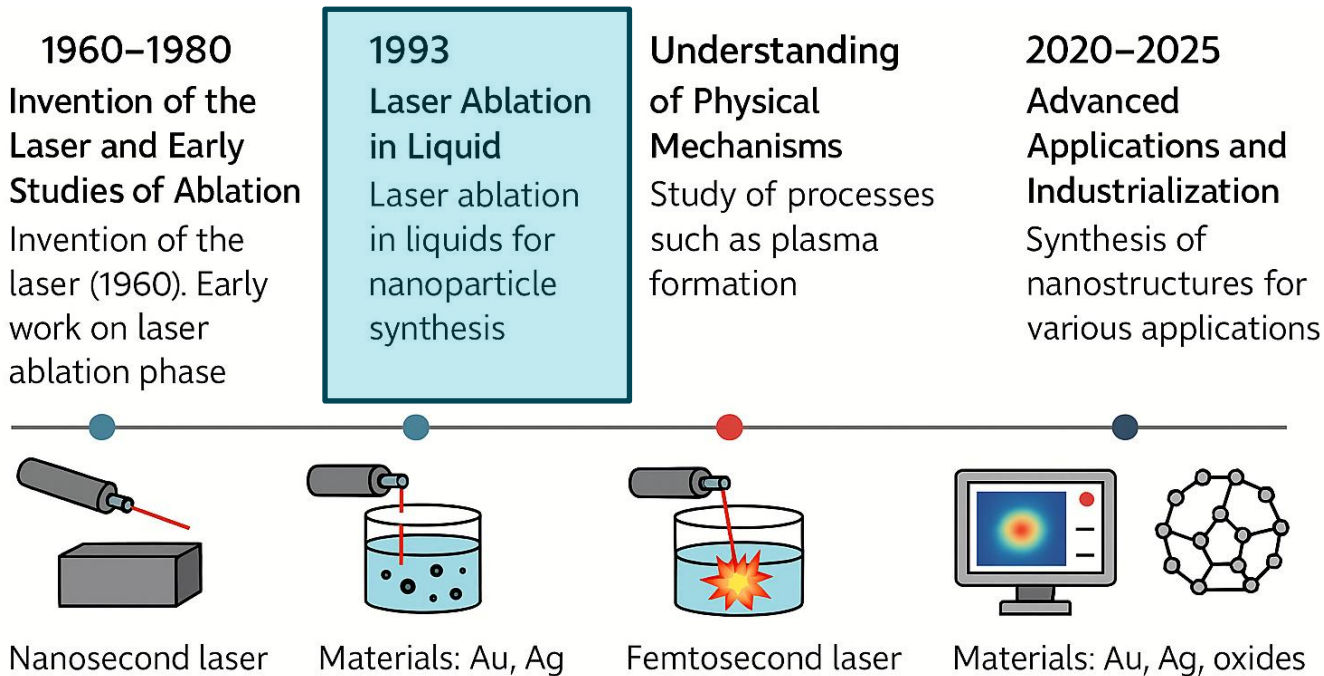 1960–1980
Invention of the
Laser and Early
Studies of Ablation
Invention of the
laser (1960). Early
work on laser
ablation phase
1993
Laser Ablation
in Liquid
Laser ablation
in liquids for
nanoparticle
synthesis
Understanding
of Physical
Mechanisms
Study of processes
such as plasma
formation
2020–2025
Advanced
Applications and
Industrialization
Synthesis of
nanostructures for
various applications
Nanosecond laser
Materials: Au, Ag
Femtosecond laser
Materials: Au, Ag, oxides